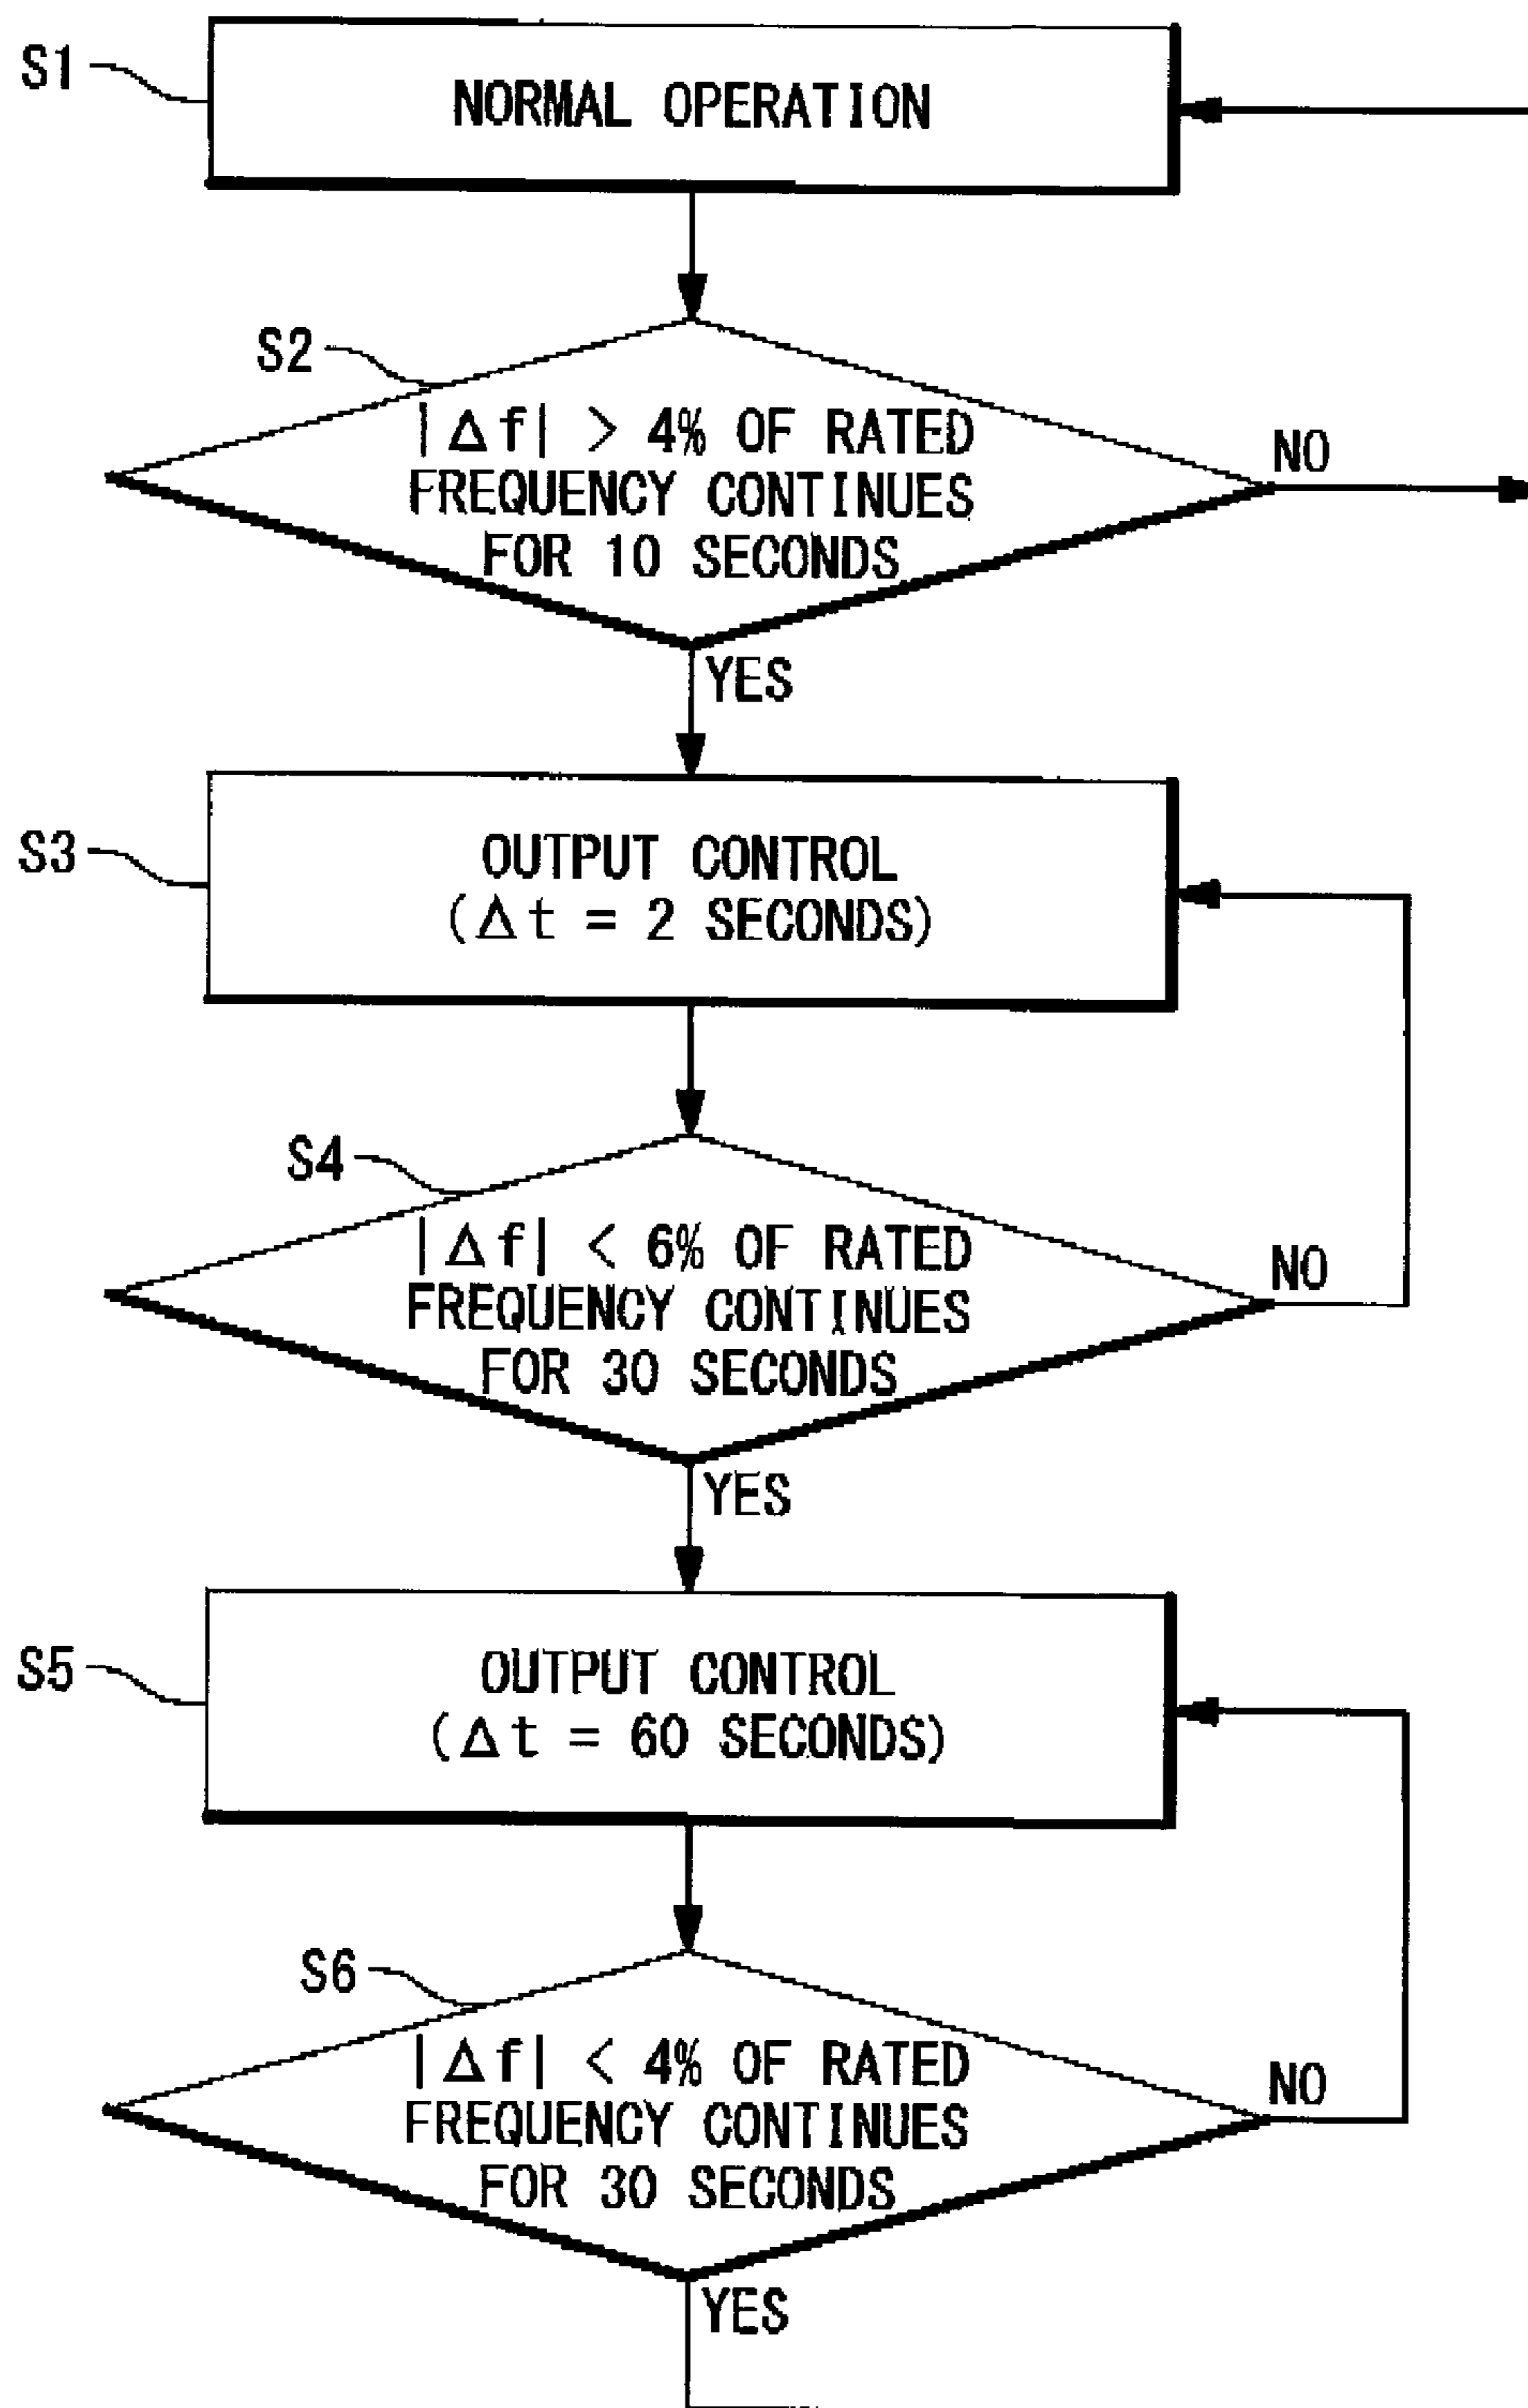 S1
NORMAL OPERATION
S2
|Δf| > 4% OF RATED
FREQUENCY CONTINUES
FOR 10 SECONDS
NO
YES
S3
OUTPUT CONTROL
(Δt = 2 SECONDS)
S4
|Δf| < 6% OF RATED
FREQUENCY CONTINUES
FOR 30 SECONDS
NO
YES
S5
OUTPUT CONTROL
(Δt = 60 SECONDS)
S6
|Δf| < 4% OF RATED
FREQUENCY CONTINUES
FOR 30 SECONDS
NO
YES